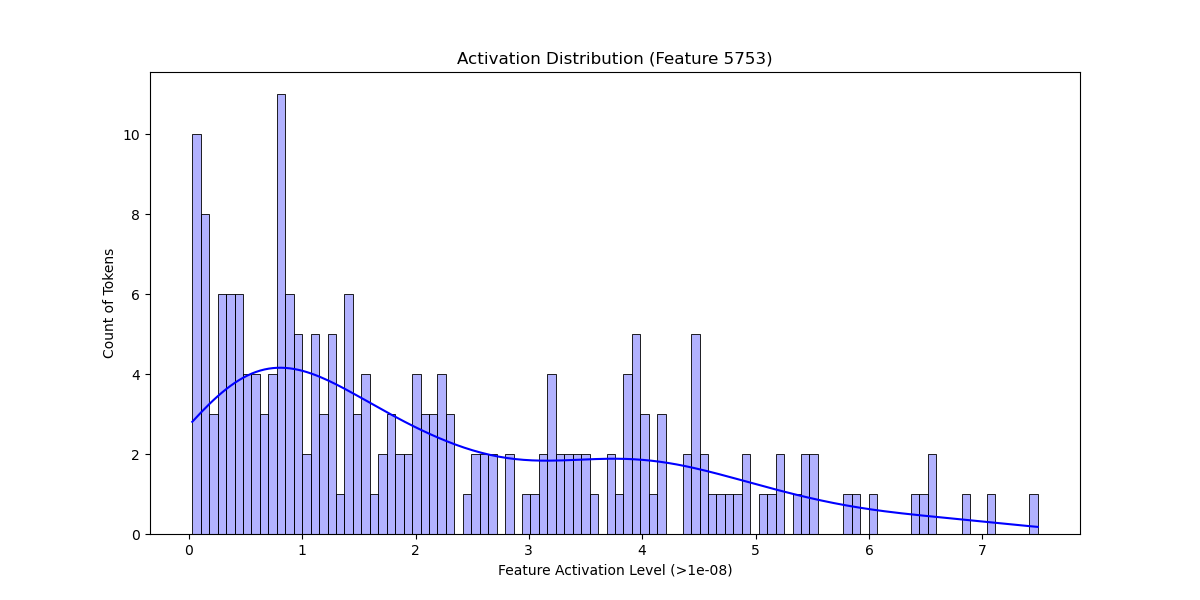 Activation Distribution (Feature 5753)
Count of Tokens
10
8
6
4
2
0
0 1 2 3 4 5 6 7
Feature Activation Level (>1e-08)